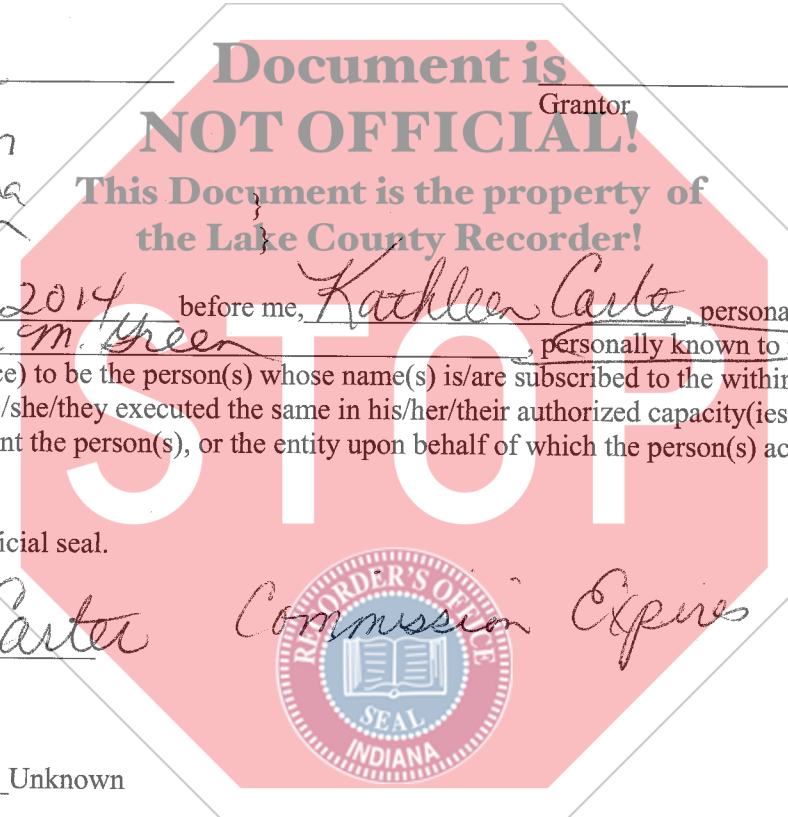 Document is
Grantor
NOT OFFICIAL!
This Document is the property of
}
the Lake County Recorder!
}
2014 before me, Kathleen Carter, persona
M. Green, personally known to
ce) to be the person(s) whose name(s) is/are subscribed to the within
/she/they executed the same in his/her/their authorized capacity(ies
nt the person(s), or the entity upon behalf of which the person(s) ac
STOP
icial seal.
Carter Commission Expires
RECORDER'S OFFICE
SEAL
INDIANA
_Unknown